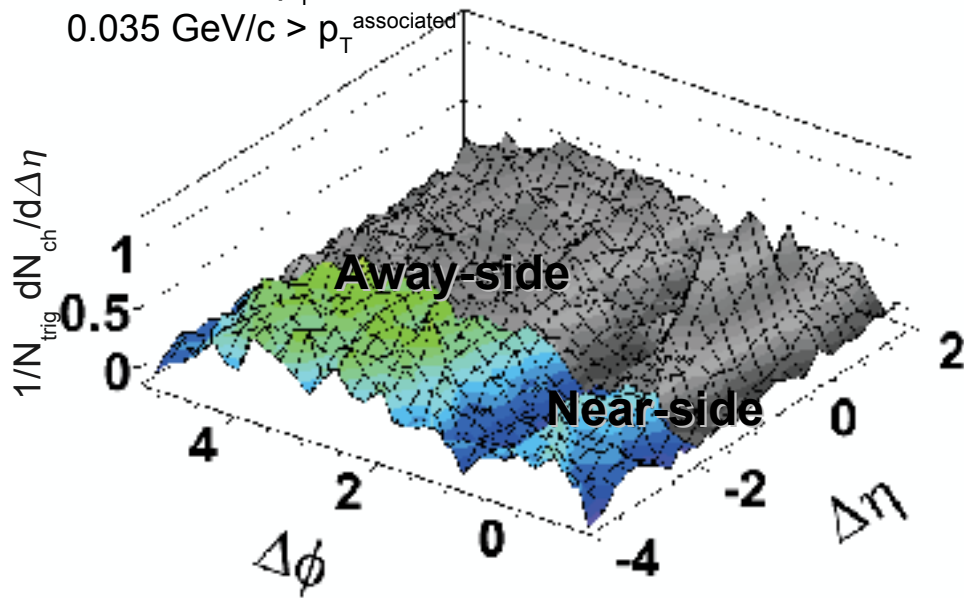 0.035 GeV/c > p_T^associated
1/N_trig dN_ch/dΔη
1
0.5
0
Away-side
Near-side
4
2
0
Δϕ
-4
-2
0
2
Δη